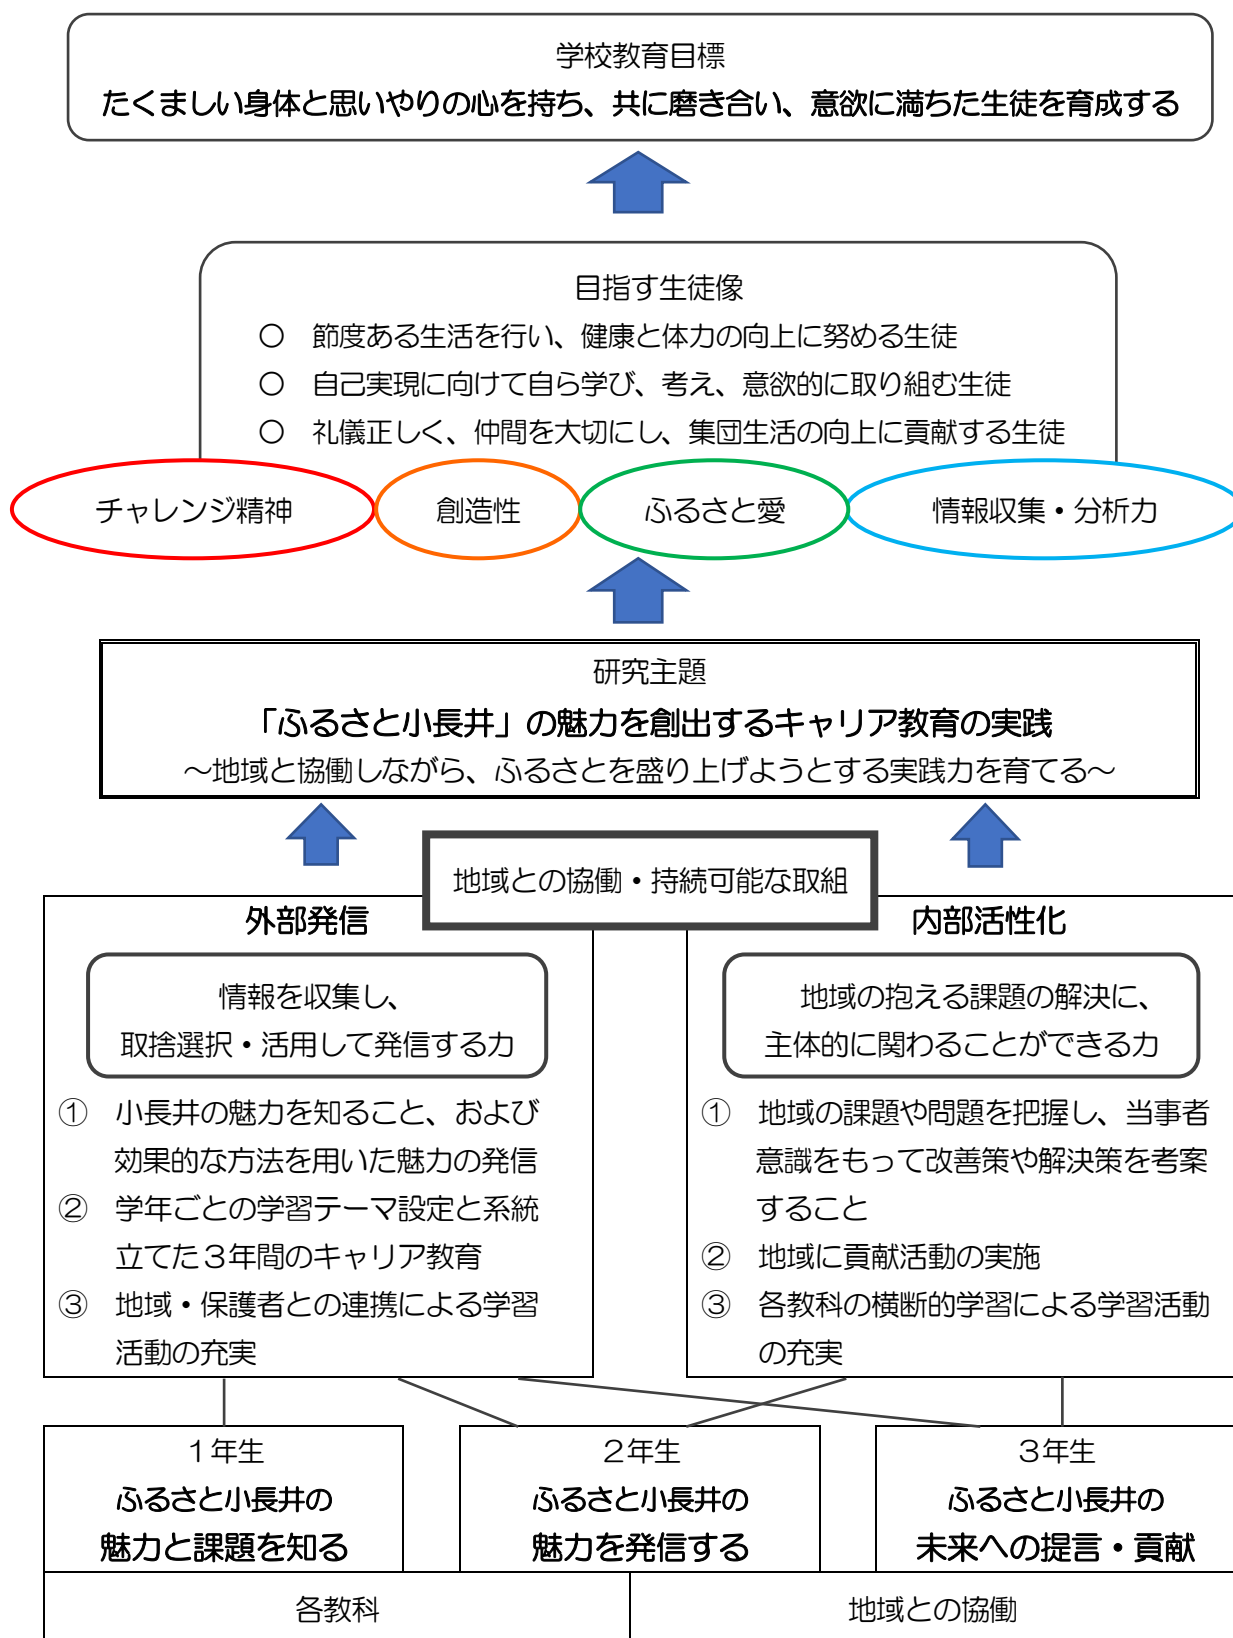 学校教育目標
たくましい身体と思いやりの心を持ち、共に磨き合い、意欲に満ちた生徒を育成する
目指す生徒像
○ 節度ある生活を行い、健康と体力の向上に努める生徒
○ 自己実現に向けて自ら学び、考え、意欲的に取り組む生徒
○ 礼儀正しく、仲間を大切にし、集団生活の向上に貢献する生徒
チャレンジ精神
創造性
ふるさと愛
情報収集・分析力
研究主題
「ふるさと小長井」の魅力を創出するキャリア教育の実践
～地域と協働しながら、ふるさとを盛り上げようとする実践力を育てる～
地域との協働・持続可能な取組
外部発信
情報を収集し、
取捨選択・活用して発信する力
① 小長井の魅力を知ること、および
効果的な方法を用いた魅力の発信
② 学年ごとの学習テーマ設定と系統
立てた３年間のキャリア教育
③ 地域・保護者との連携による学習
活動の充実
内部活性化
地域の抱える課題の解決に、
主体的に関わることができる力
① 地域の課題や問題を把握し、当事者
意識をもって改善策や解決策を考案
すること
② 地域に貢献活動の実施
③ 各教科の横断的学習による学習活動
の充実
１年生
ふるさと小長井の
魅力と課題を知る
２年生
ふるさと小長井の
魅力を発信する
３年生
ふるさと小長井の
未来への提言・貢献
各教科
地域との協働